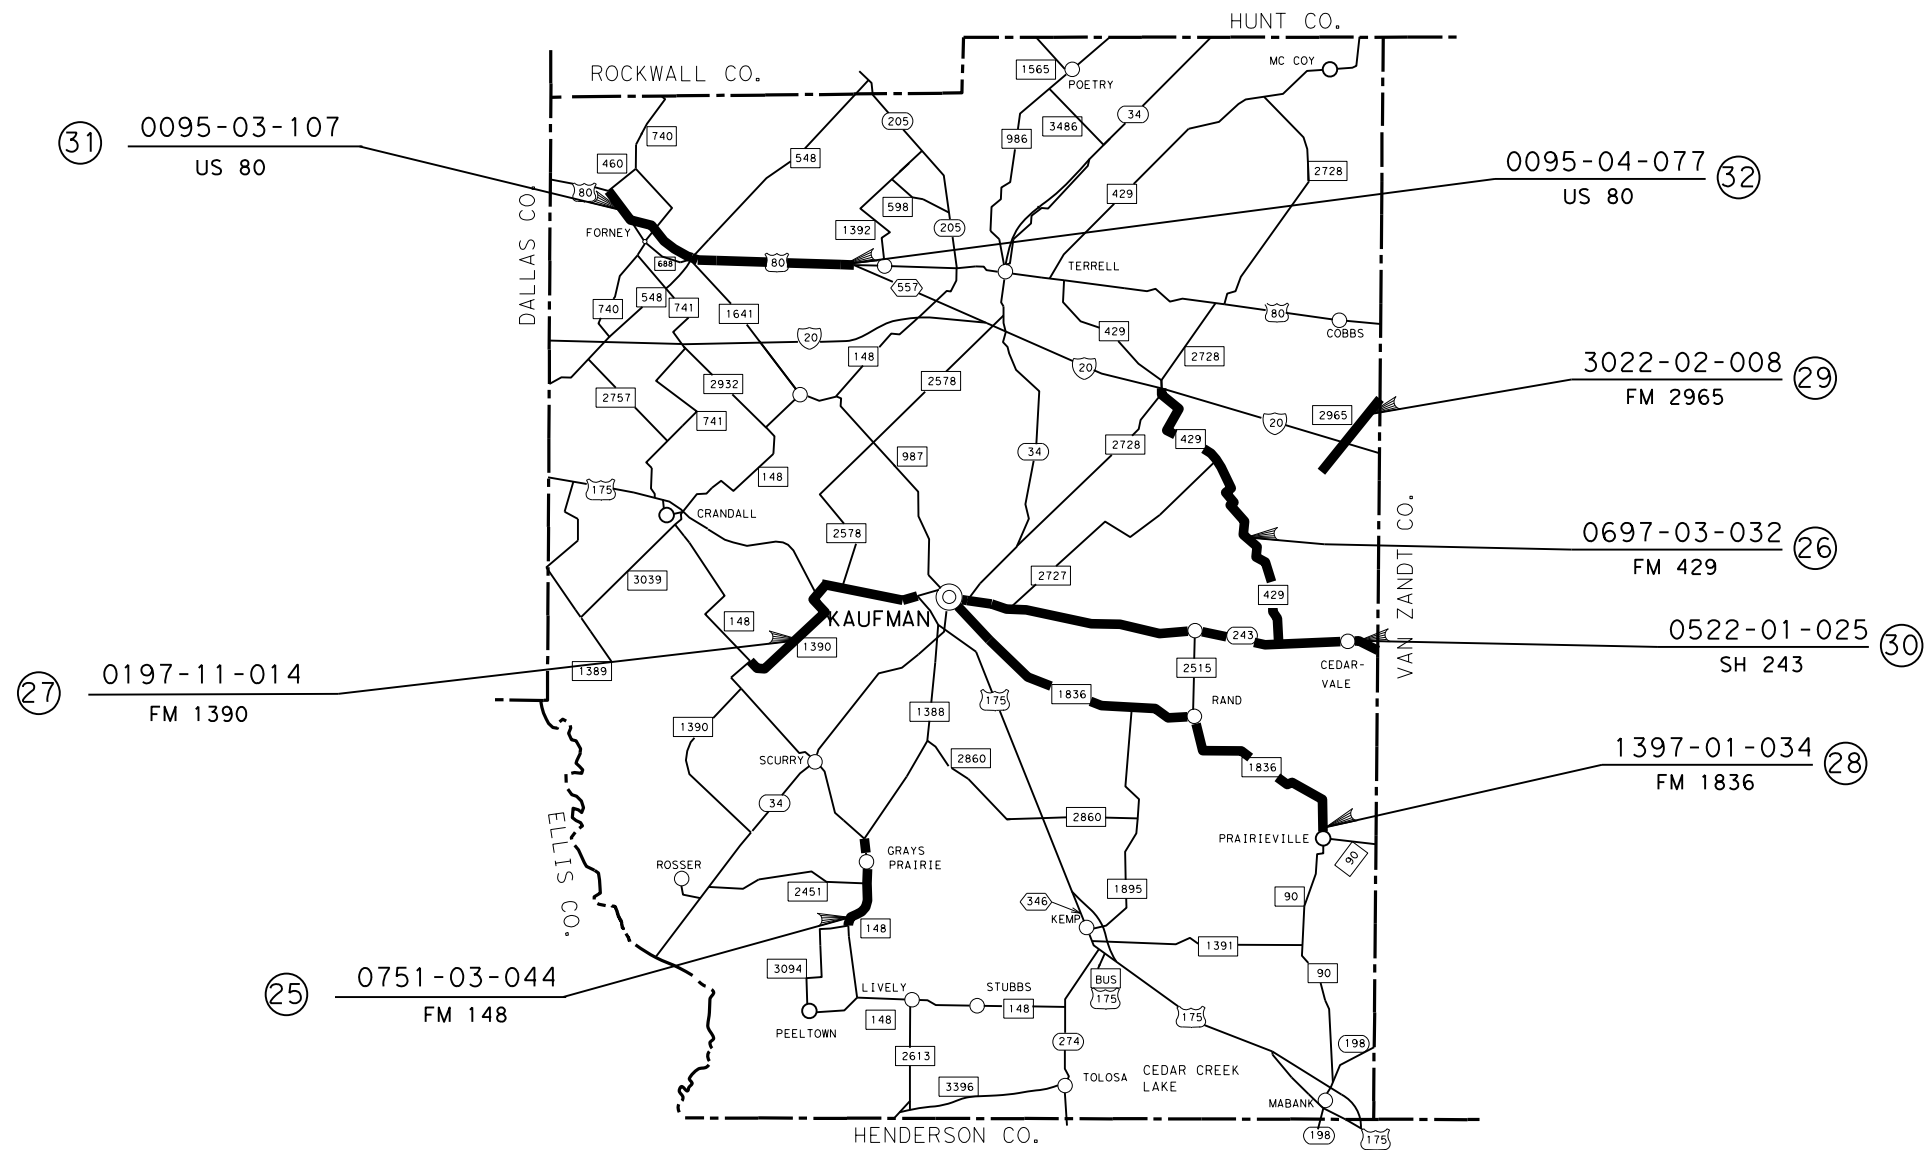 HUNT CO.
ROCKWALL CO.
MC COY
1565
POETRY
34
205
3486
740
986
31
0095-03-107
US 80
460
548
2728
0095-04-077
32
US 80
80
598
429
DALLAS CO.
FORNEY
1392
205
688
80
TERRELL
557
548
740
741
1641
80
COBBS
20
429
148
2728
20
3022-02-008
29
FM 2965
2932
2578
2757
741
2965
20
429
2728
34
987
148
175
CRANDALL
2578
VAN ZANDT CO.
0697-03-032
26
FM 429
3039
2727
429
148
KAUFMAN
243
0522-01-025
30
SH 243
1390
1389
2515
CEDAR-
VALE
27
0197-11-014
FM 1390
1836
RAND
175
1388
1390
SCURRY
2860
1836
1397-01-034
28
FM 1836
34
ELLIS CO.
2860
PRAIRIEVILLE
90
GRAYS
PRAIRIE
ROSSER
2451
1895
90
346
KEMP
148
1391
25
0751-03-044
FM 148
3094
LIVELY
STUBBS
BUS
175
90
148
148
PEELTOWN
175
274
198
2613
TOLOSA
CEDAR CREEK
LAKE
3396
MABANK
HENDERSON CO.
198
175